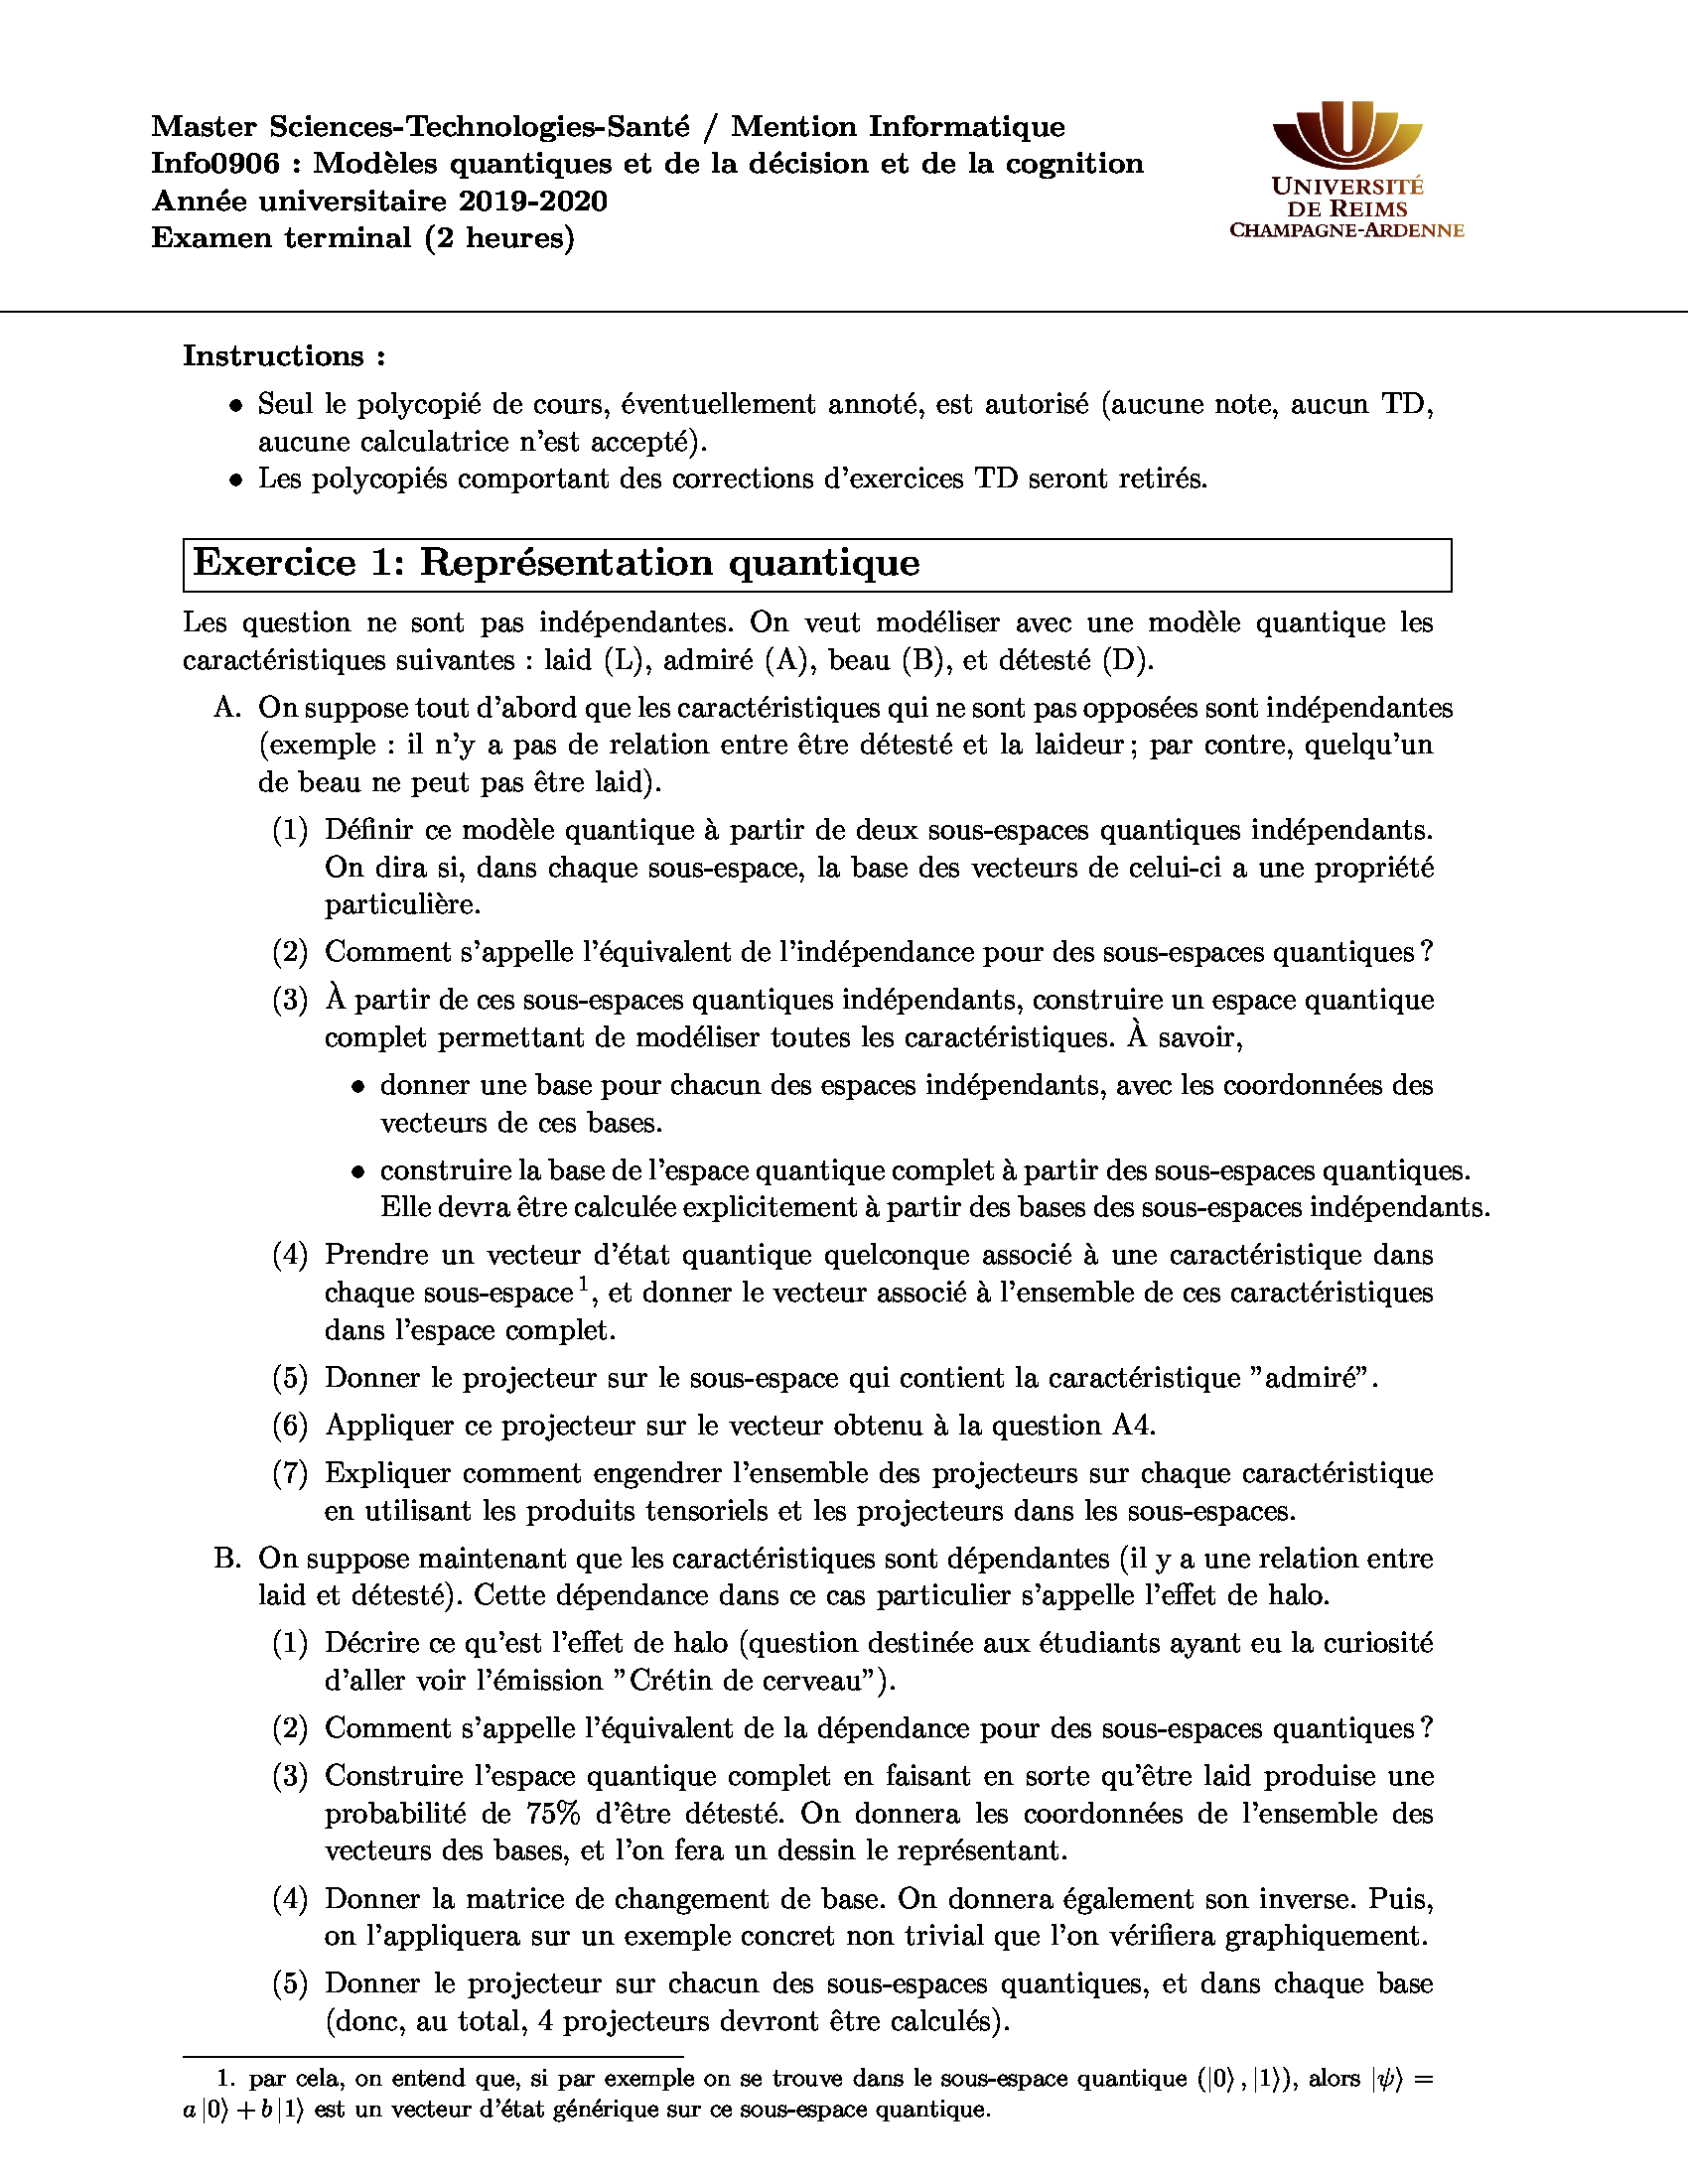 Master Sciences-Technologies-Santé / Mention Informatique
Info0906 : Modèles quantiques et de la décision et de la cognition
Année universitaire 2019-2020
Examen terminal (2 heures)
UNIVERSITÉ
DE REIMS
CHAMPAGNE-ARDENNE
Instructions :
• Seul le polycopié de cours, éventuellement annoté, est autorisé (aucune note, aucun TD,
aucune calculatrice n'est accepté).
• Les polycopiés comportant des corrections d'exercices TD seront retirés.
Exercice 1: Représentation quantique
Les question ne sont pas indépendantes. On veut modéliser avec une modèle quantique les
caractéristiques suivantes : laid (L), admiré (A), beau (B), et détesté (D).
A. On suppose tout d'abord que les caractéristiques qui ne sont pas opposées sont indépendantes
(exemple : il n'y a pas de relation entre être détesté et la laideur ; par contre, quelqu'un
de beau ne peut pas être laid).
(1) Définir ce modèle quantique à partir de deux sous-espaces quantiques indépendants.
On dira si, dans chaque sous-espace, la base des vecteurs de celui-ci a une propriété
particulière.
(2) Comment s'appelle l'équivalent de l'indépendance pour des sous-espaces quantiques ?
(3) À partir de ces sous-espaces quantiques indépendants, construire un espace quantique
complet permettant de modéliser toutes les caractéristiques. À savoir,
• donner une base pour chacun des espaces indépendants, avec les coordonnées des
vecteurs de ces bases.
• construire la base de l'espace quantique complet à partir des sous-espaces quantiques.
Elle devra être calculée explicitement à partir des bases des sous-espaces indépendants.
(4) Prendre un vecteur d'état quantique quelconque associé à une caractéristique dans
chaque sous-espace 1, et donner le vecteur associé à l'ensemble de ces caractéristiques
dans l'espace complet.
(5) Donner le projecteur sur le sous-espace qui contient la caractéristique "admiré".
(6) Appliquer ce projecteur sur le vecteur obtenu à la question A4.
(7) Expliquer comment engendrer l'ensemble des projecteurs sur chaque caractéristique
en utilisant les produits tensoriels et les projecteurs dans les sous-espaces.
B. On suppose maintenant que les caractéristiques sont dépendantes (il y a une relation entre
laid et détesté). Cette dépendance dans ce cas particulier s'appelle l'effet de halo.
(1) Décrire ce qu'est l'effet de halo (question destinée aux étudiants ayant eu la curiosité
d'aller voir l'émission "Crétin de cerveau").
(2) Comment s'appelle l'équivalent de la dépendance pour des sous-espaces quantiques ?
(3) Construire l'espace quantique complet en faisant en sorte qu'être laid produise une
probabilité de 75% d'être détesté. On donnera les coordonnées de l'ensemble des
vecteurs des bases, et l'on fera un dessin le représentant.
(4) Donner la matrice de changement de base. On donnera également son inverse. Puis,
on l'appliquera sur un exemple concret non trivial que l'on vérifiera graphiquement.
(5) Donner le projecteur sur chacun des sous-espaces quantiques, et dans chaque base
(donc, au total, 4 projecteurs devront être calculés).
1. par cela, on entend que, si par exemple on se trouve dans le sous-espace quantique (|0⟩ , |1⟩), alors |ψ⟩ =
a |0⟩ + b |1⟩ est un vecteur d'état générique sur ce sous-espace quantique.